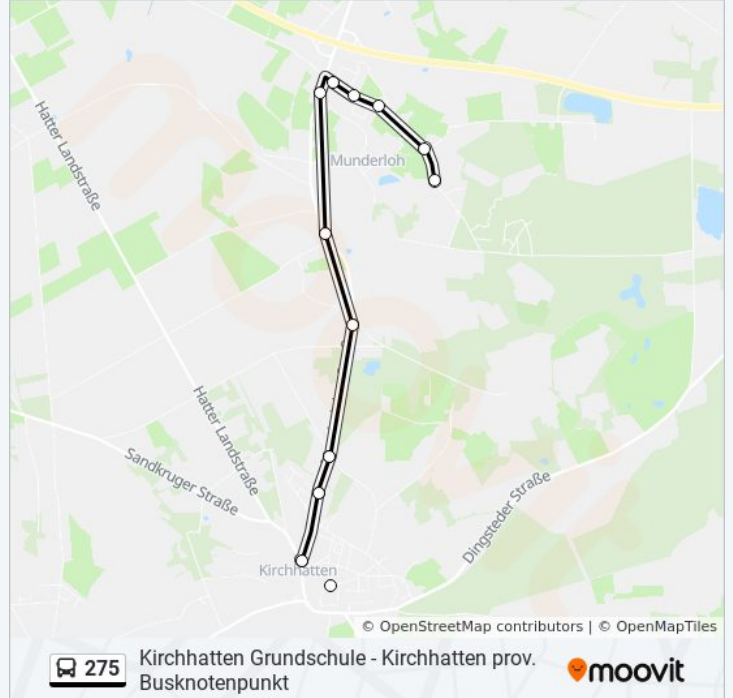 Hatter Landstraße
Munderloh
Hatter Landstraße
Sandkruger Straße
Dingsteder Straße
Kirchhatten
© OpenStreetMap contributors | © OpenMapTiles
275
Kirchhatten Grundschule - Kirchhatten prov.
Busknotenpunkt
moovit